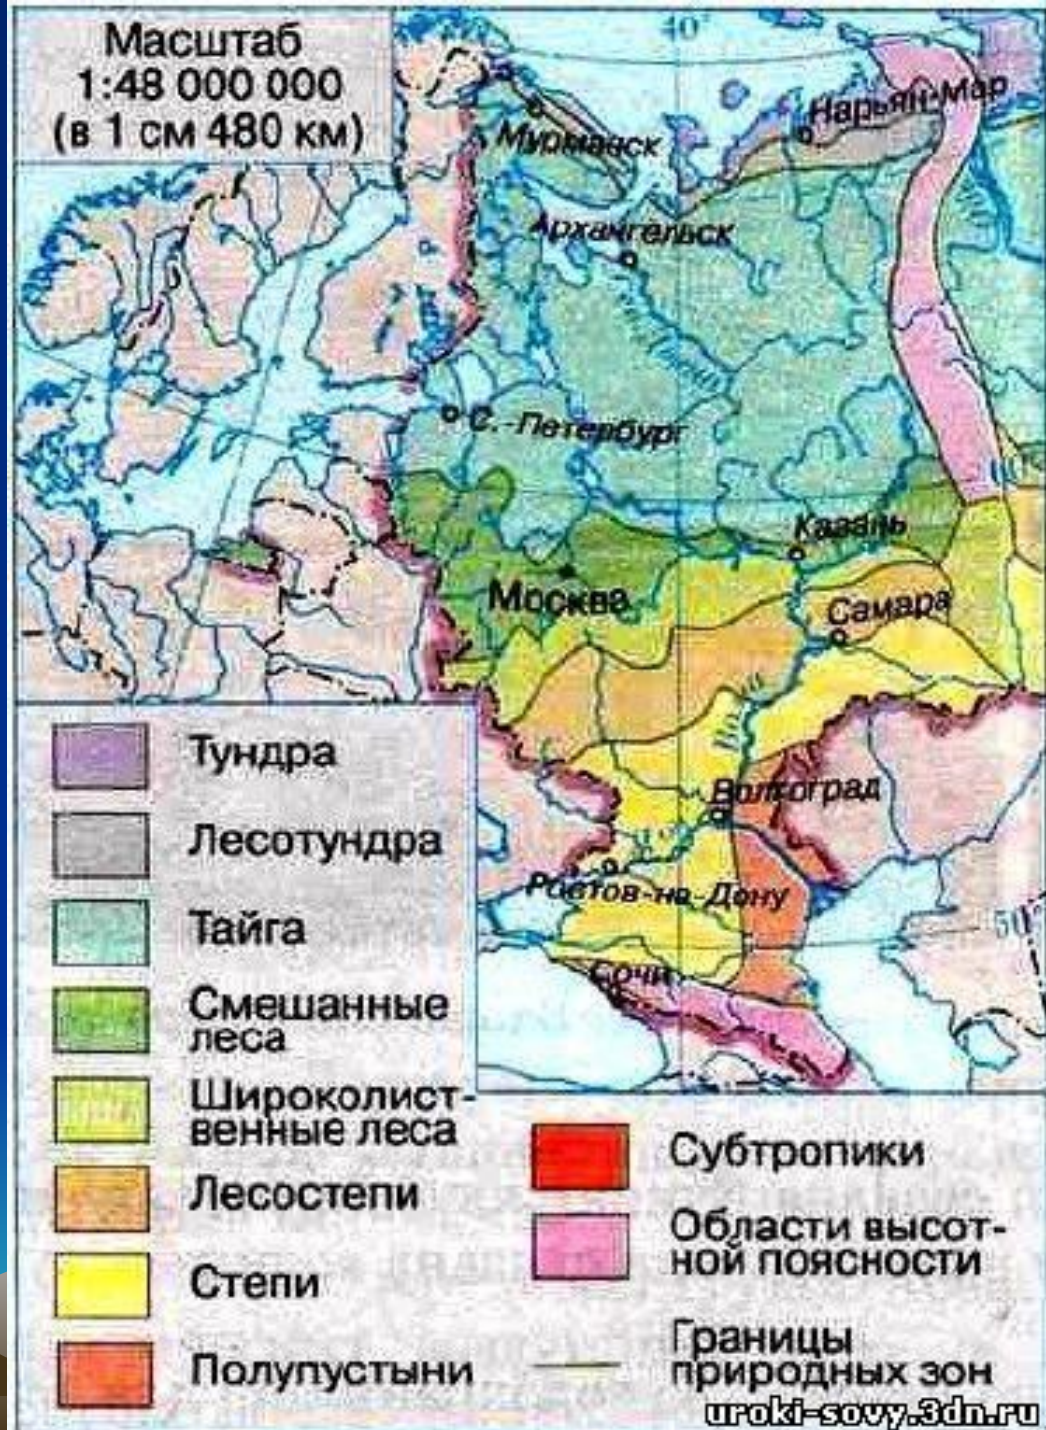 Масштаб
1:48 000 000
(в 1 см 480 км)
40°
Нарьян-Мар
Мурманск
Архангельск
С.-Петербург
Казань
Москва
Самара
Волгоград
Ростов-на-Дону
50°
Сочи
Тундра
Лесотундра
Тайга
Смешанные
леса
Широколист-
венные леса
Лесостепи
Степи
Полупустыни
Субтропики
Области высот-
ной поясности
Границы
природных зон
uroki-sovy.3dn.ru